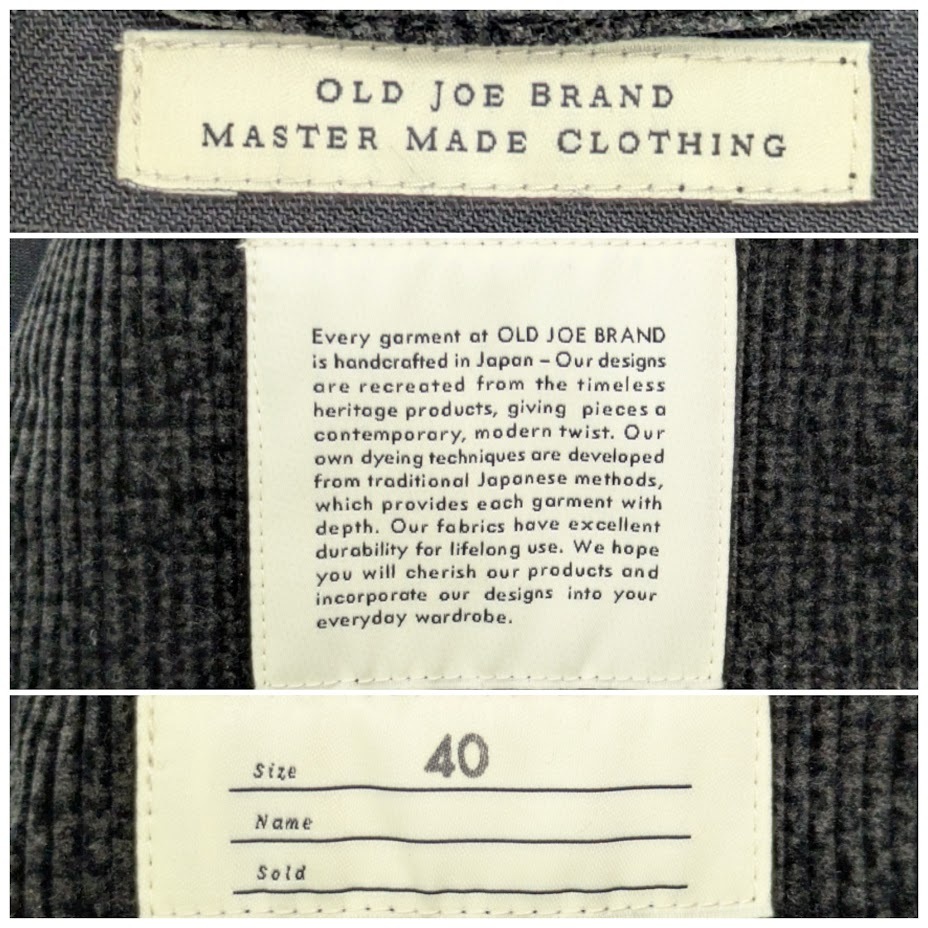 OLD JOE BRAND
MASTER MADE CLOTHING
Every garment at OLD JOE BRAND
is handcrafted in Japan – Our designs
are recreated from the timeless
heritage products, giving pieces a
contemporary, modern twist. Our
own dyeing techniques are developed
from traditional Japanese methods,
which provides each garment with
depth. Our fabrics have excellent
durability for lifelong use. We hope
you will cherish our products and
incorporate our designs into your
everyday wardrobe.
Size 40
Name
Sold